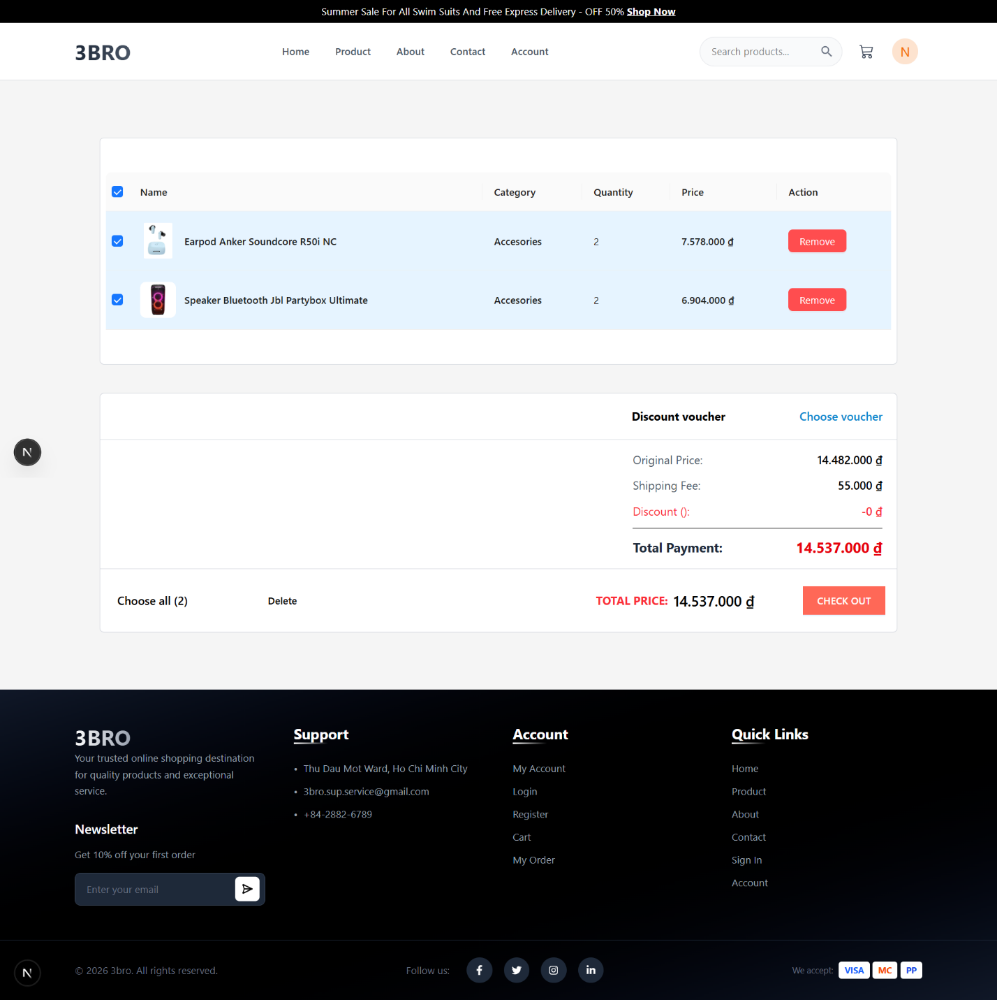 Summer Sale For All Swim Suits And Free Express Delivery - OFF 50% Shop Now
3BRO
Home Product About Contact Account
Search products...
N
Name Category Quantity Price Action
Earpod Anker Soundcore R50i NC Accesories 2 7.578.000 ₫ Remove
Speaker Bluetooth Jbl Partybox Ultimate Accesories 2 6.904.000 ₫ Remove
Discount voucher Choose voucher
N
Original Price: 14.482.000 ₫
Shipping Fee: 55.000 ₫
Discount (): -0 ₫
Total Payment: 14.537.000 ₫
Choose all (2) Delete TOTAL PRICE: 14.537.000 ₫ CHECK OUT
3BRO
Your trusted online shopping destination
for quality products and exceptional
service.
Newsletter
Get 10% off your first order
Enter your email
Support
• Thu Dau Mot Ward, Ho Chi Minh City
• 3bro.sup.service@gmail.com
• +84-2882-6789
Account
My Account
Login
Register
Cart
My Order
Quick Links
Home
Product
About
Contact
Sign In
Account
N
© 2026 3bro. All rights reserved.
Follow us:
We accept: VISA MC PP